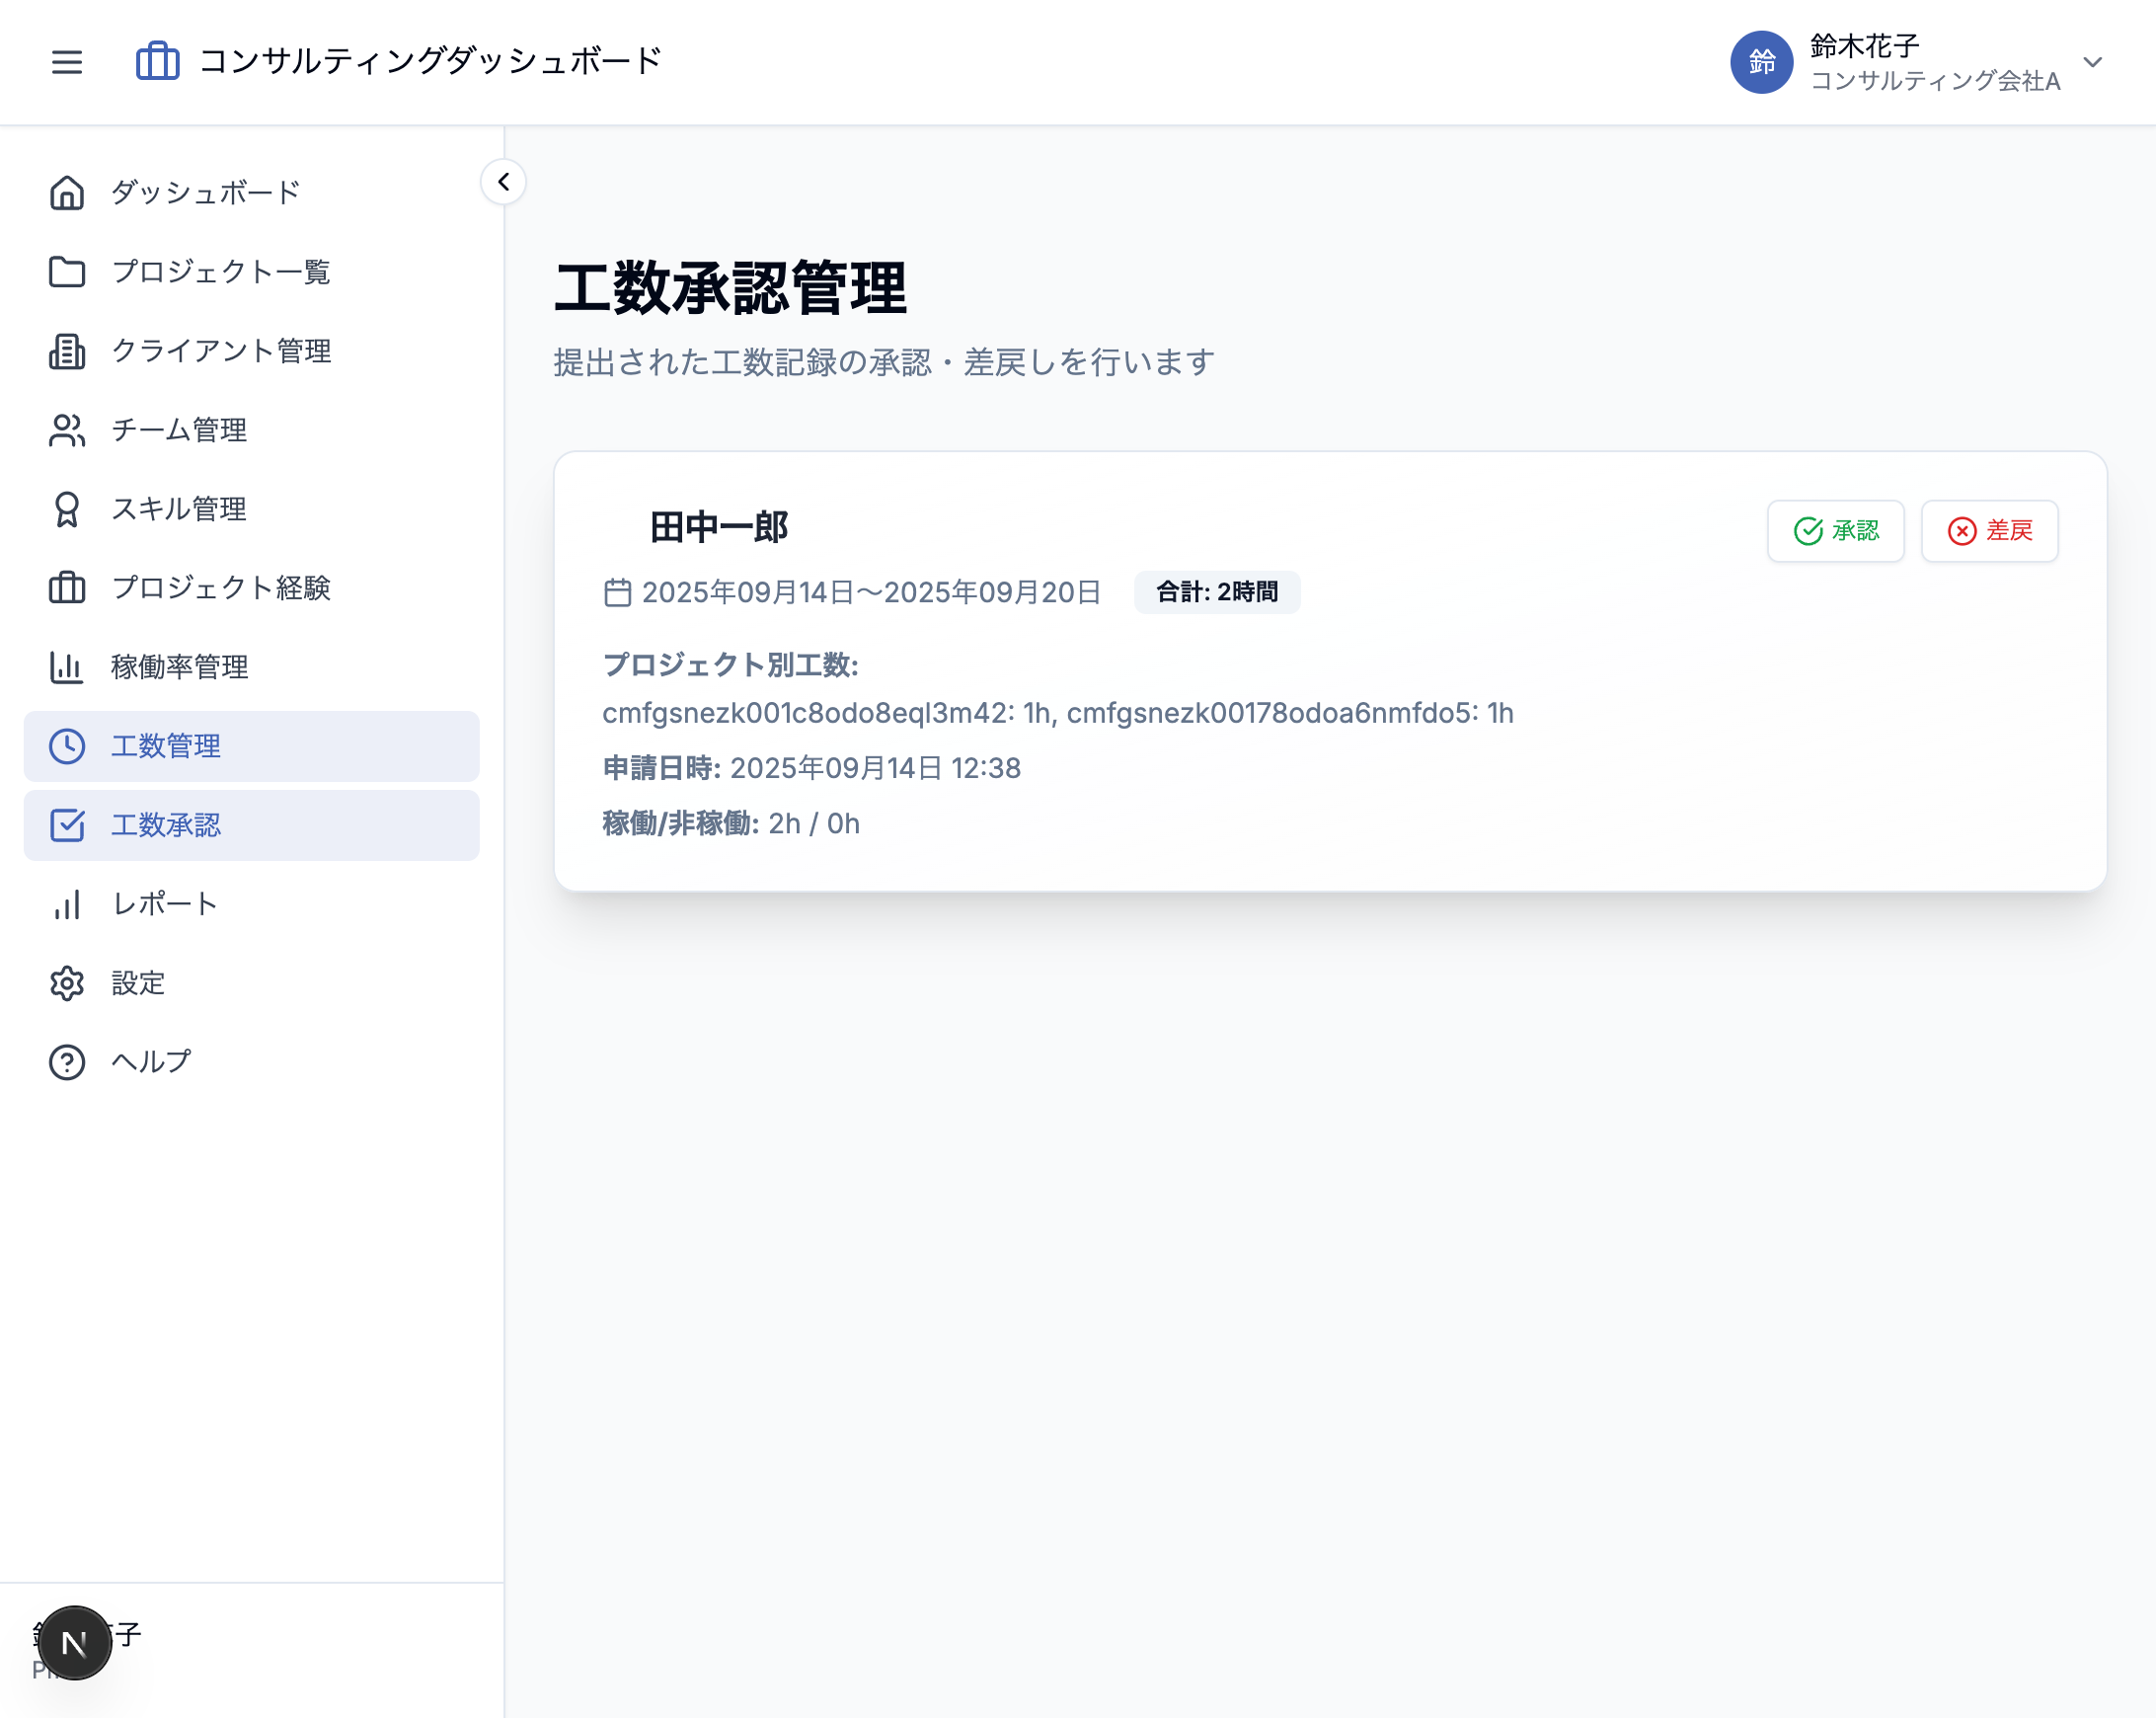 コンサルティングダッシュボード
鈴
鈴木花子
コンサルティング会社A
ダッシュボード
プロジェクト一覧
クライアント管理
チーム管理
スキル管理
プロジェクト経験
稼働率管理
工数管理
工数承認
レポート
設定
ヘルプ
工数承認管理
提出された工数記録の承認・差戻しを行います
田中一郎
承認
差戻
2025年09月14日〜2025年09月20日
合計: 2時間
プロジェクト別工数:
cmfgsnezk001c8odo8eql3m42: 1h, cmfgsnezk00178odoa6nmfdo5: 1h
申請日時: 2025年09月14日 12:38
稼働/非稼働: 2h / 0h
子
N